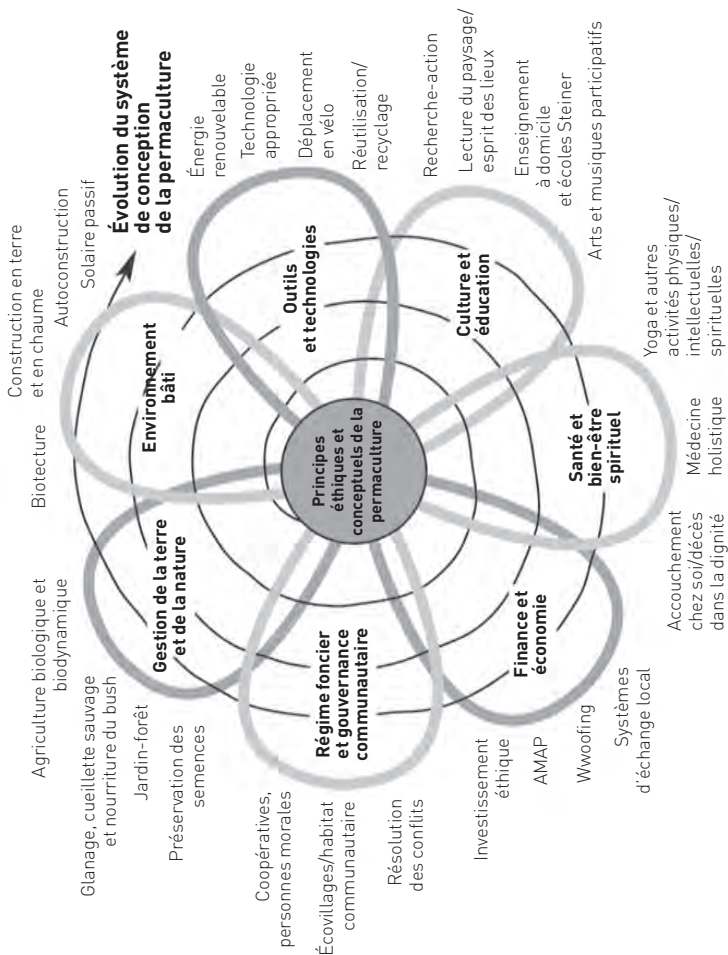 Construction en terre
et en chaume
Autoconstruction
Solaire passif
Biotecture
Évolution du système
de conception
de la permaculture
Énergie
renouvelable
Technologie
appropriée
Déplacement
en vélo
Réutilisation/
recyclage
Recherche-action
Lecture du paysage/
esprit des lieux
Enseignement
à domicile
et écoles Steiner
Arts et musiques participatifs
Yoga et autres
activités physiques/
intellectuelles/
spirituelles
Médecine
holistique
Accouchement
chez soi/décès
dans la dignité
Systèmes
d'échange local
Wwoofing
AMAP
Investissement
éthique
Résolution
des conflits
Écovillages/habitat
communautaire
Coopératives,
personnes morales
Préservation des
semences
Jardin-forêt
Glanage, cueillette sauvage
et nourriture du bush
Agriculture biologique et
biodynamique
Environnement
bâti
Outils
et technologies
Culture et
éducation
Santé et
bien-être
spirituel
Finance et
économie
Régime foncier
et gouvernance
communautaire
Gestion de la terre
et de la nature
Principes
éthiques et
conceptuels de la
permaculture